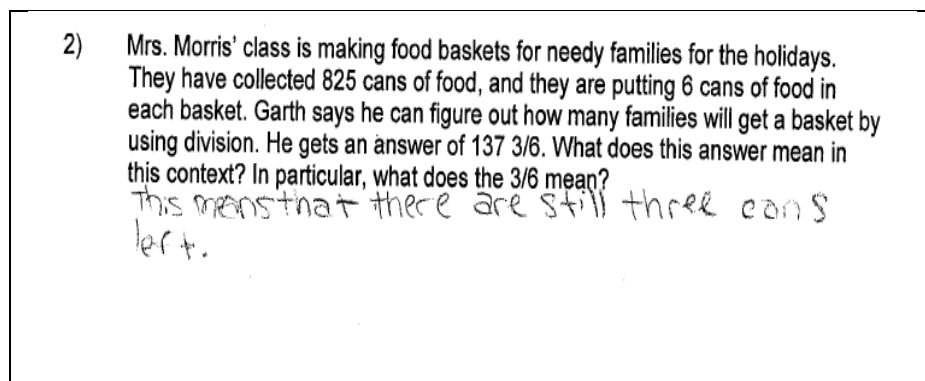 2) Mrs. Morris' class is making food baskets for needy families for the holidays.
They have collected 825 cans of food, and they are putting 6 cans of food in
each basket. Garth says he can figure out how many families will get a basket by
using division. He gets an answer of 137 3/6. What does this answer mean in
this context? In particular, what does the 3/6 mean?
This mens that there are still three cans
left.